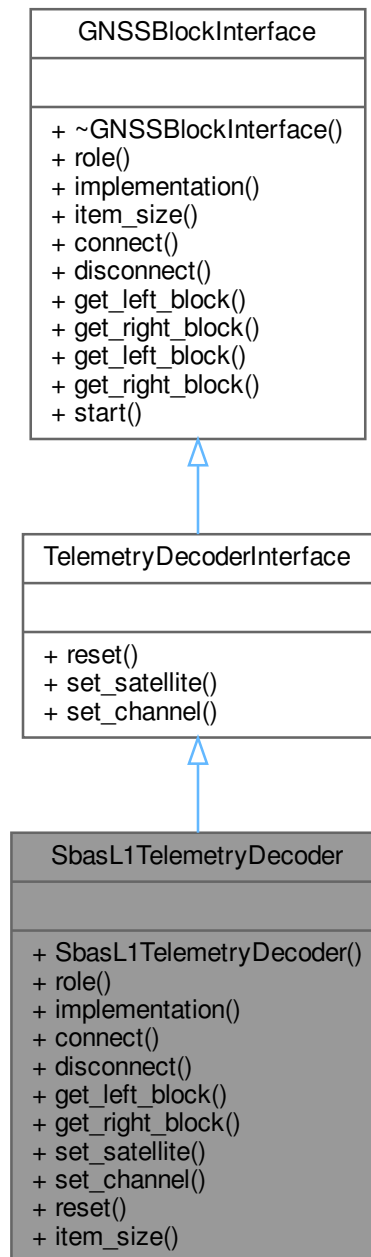 GNSSBlockInterface
+ ~GNSSBlockInterface()
+ role()
+ implementation()
+ item_size()
+ connect()
+ disconnect()
+ get_left_block()
+ get_right_block()
+ get_left_block()
+ get_right_block()
+ start()
TelemetryDecoderInterface
+ reset()
+ set_satellite()
+ set_channel()
SbasL1TelemetryDecoder
+ SbasL1TelemetryDecoder()
+ role()
+ implementation()
+ connect()
+ disconnect()
+ get_left_block()
+ get_right_block()
+ set_satellite()
+ set_channel()
+ reset()
+ item_size()